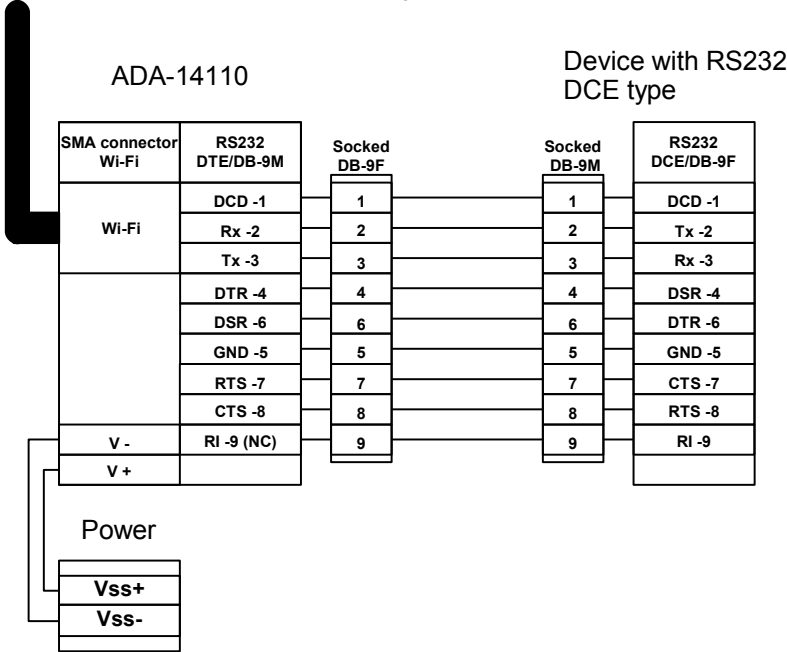 ADA-14110
Device with RS232
DCE type
SMA connector
Wi-Fi
RS232
DTE/DB-9M
Socked
DB-9F
Socked
DB-9M
RS232
DCE/DB-9F
Wi-Fi
DCD -1 1 1 DCD -1
Rx -2 2 2 Tx -2
Tx -3 3 3 Rx -3
DTR -4 4 4 DSR -4
DSR -6 6 6 DTR -6
GND -5 5 5 GND -5
RTS -7 7 7 CTS -7
CTS -8 8 8 RTS -8
V - RI -9 (NC) 9 9 RI -9
V +
Power
Vss+
Vss-